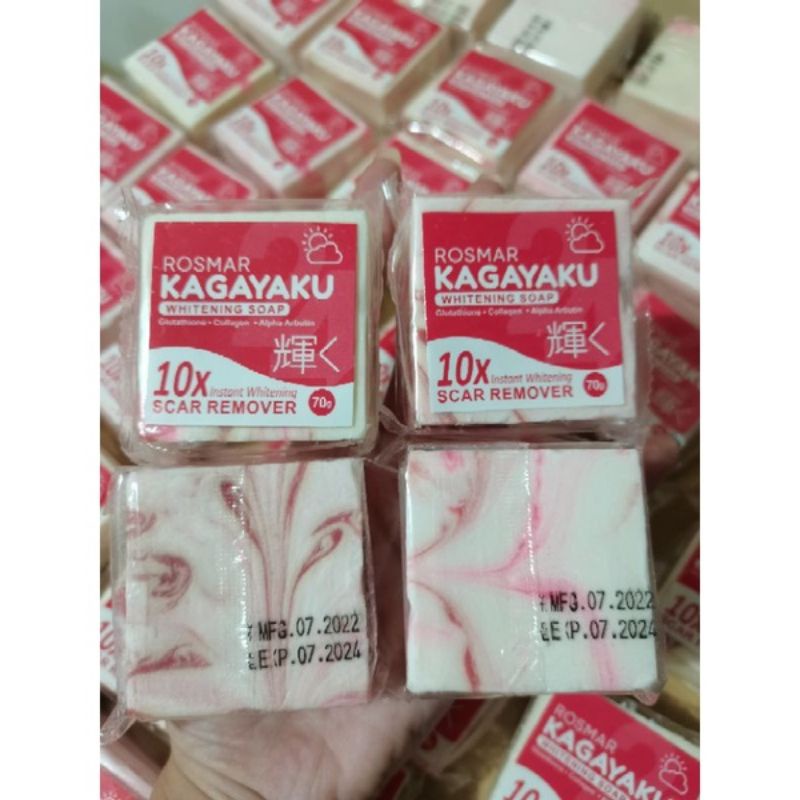 ROSMAR
KAGAYAKU
WHITENING SOAP
Glutathione • Collagen • Alpha Arbutin
輝く
10x Instant Whitening
SCAR REMOVER 70g
ROSMAR
KAGAYAKU
WHITENING SOAP
Glutathione • Collagen • Alpha Arbutin
輝く
10x Instant Whitening
SCAR REMOVER 70g
MFG.07.2022
EXP.07.2024
MFG.07.2022
EXP.07.2024
ROSMAR
KAGAYAKU
WHITENING SOAP
10x